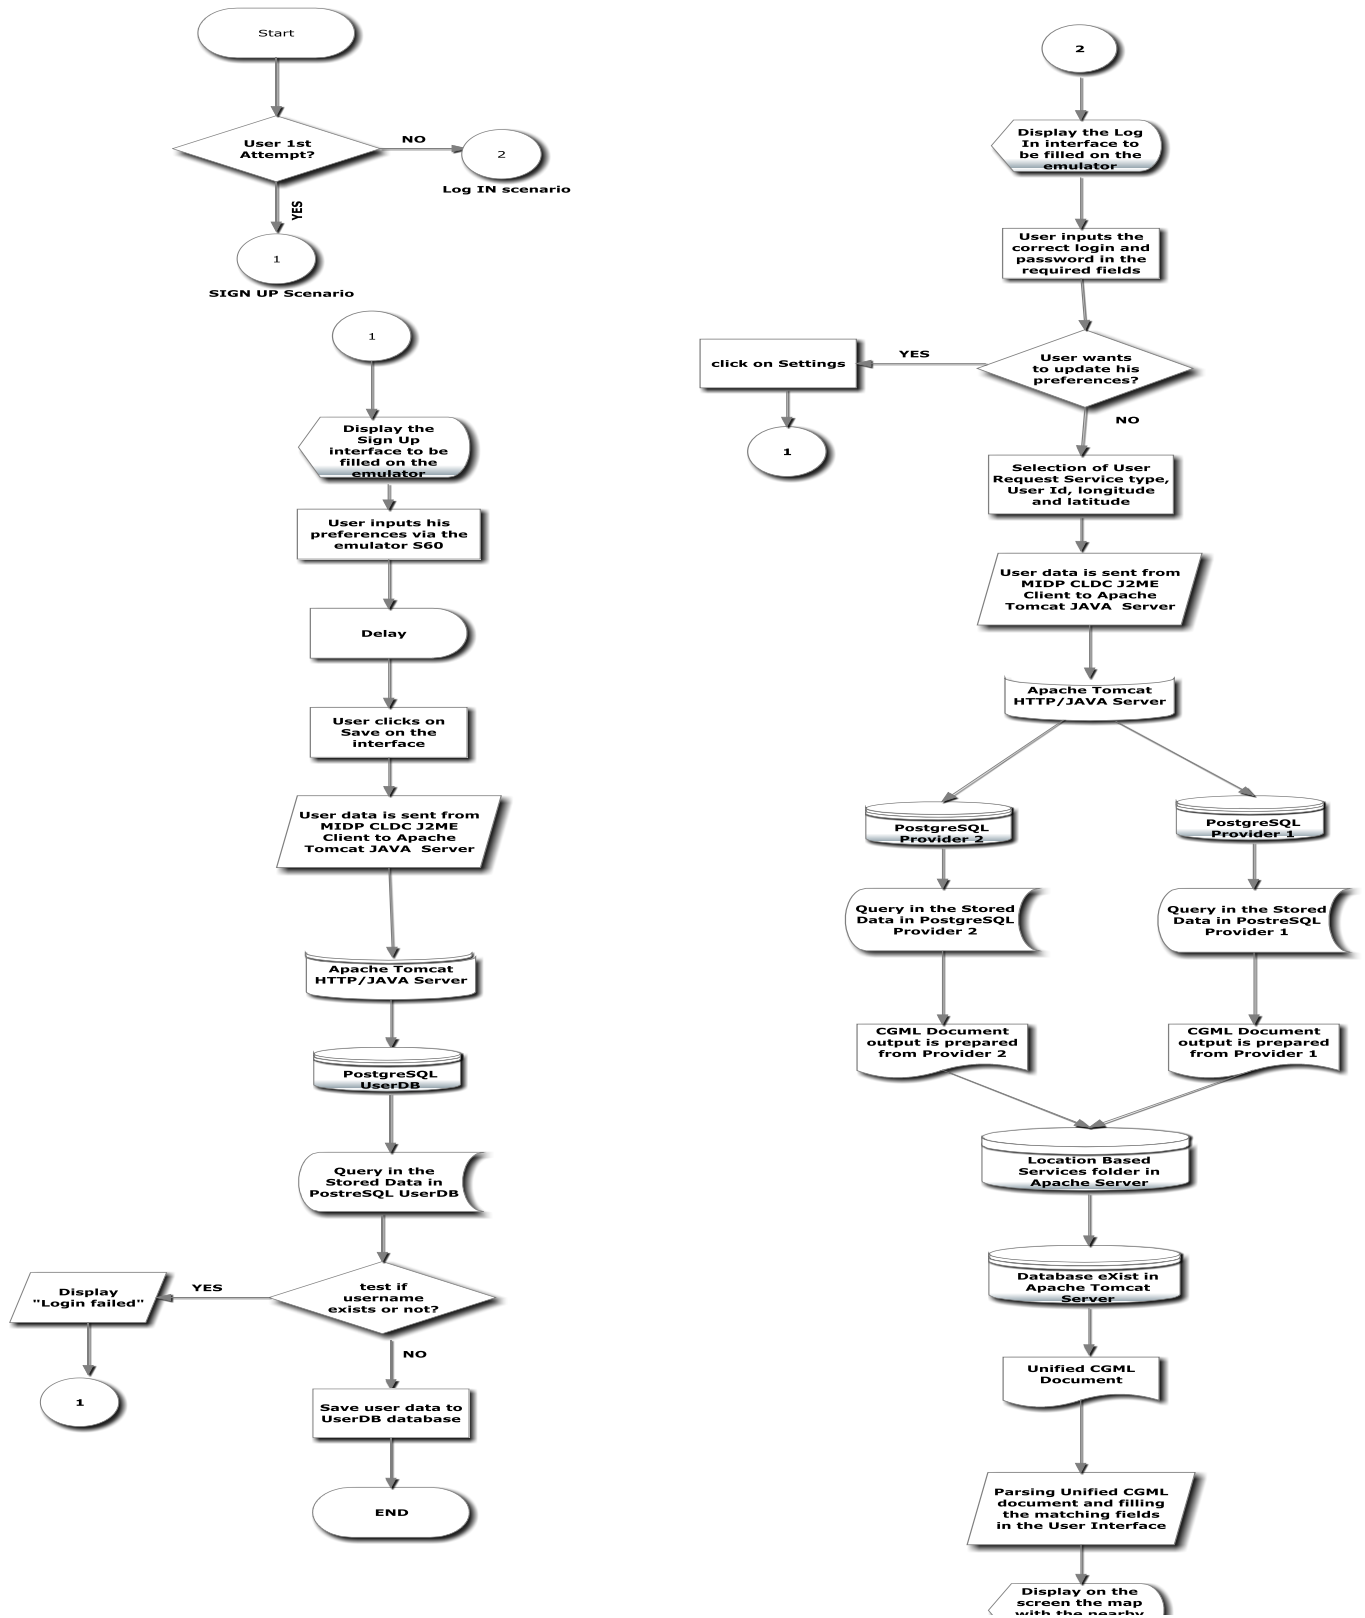 Start
User 1st
Attempt?
NO
2
Log IN scenario
YES
1
SIGN UP Scenario
1
Display the
Sign Up
interface to be
filled on the
emulator
User inputs his
preferences via the
emulator S60
Delay
User clicks on
Save on the
interface
User data is sent from
MIDP CLDC J2ME
Client to Apache
Tomcat JAVA Server
Apache Tomcat
HTTP/JAVA Server
PostgreSQL
UserDB
Query in the
Stored Data in
PostreSQL UserDB
test if
username
exists or not?
YES
Display
"Login failed"
1
NO
Save user data to
UserDB database
END
2
Display the Log
In interface to
be filled on the
emulator
User inputs the
correct login and
password in the
required fields
User wants
to update his
preferences?
YES
click on Settings
1
NO
Selection of User
Request Service type,
User Id, longitude
and latitude
User data is sent from
MIDP CLDC J2ME
Client to Apache
Tomcat JAVA Server
Apache Tomcat
HTTP/JAVA Server
PostgreSQL
Provider 2
PostgreSQL
Provider 1
Query in the Stored
Data in PostgreSQL
Provider 2
Query in the Stored
Data in PostreSQL
Provider 1
CGML Document
output is prepared
from Provider 2
CGML Document
output is prepared
from Provider 1
Location Based
Services folder in
Apache Server
Database eXist in
Apache Tomcat
Server
Unified CGML
Document
Parsing Unified CGML
document and filling
the matching fields
in the User Interface
Display on the
screen the map
with the nearby